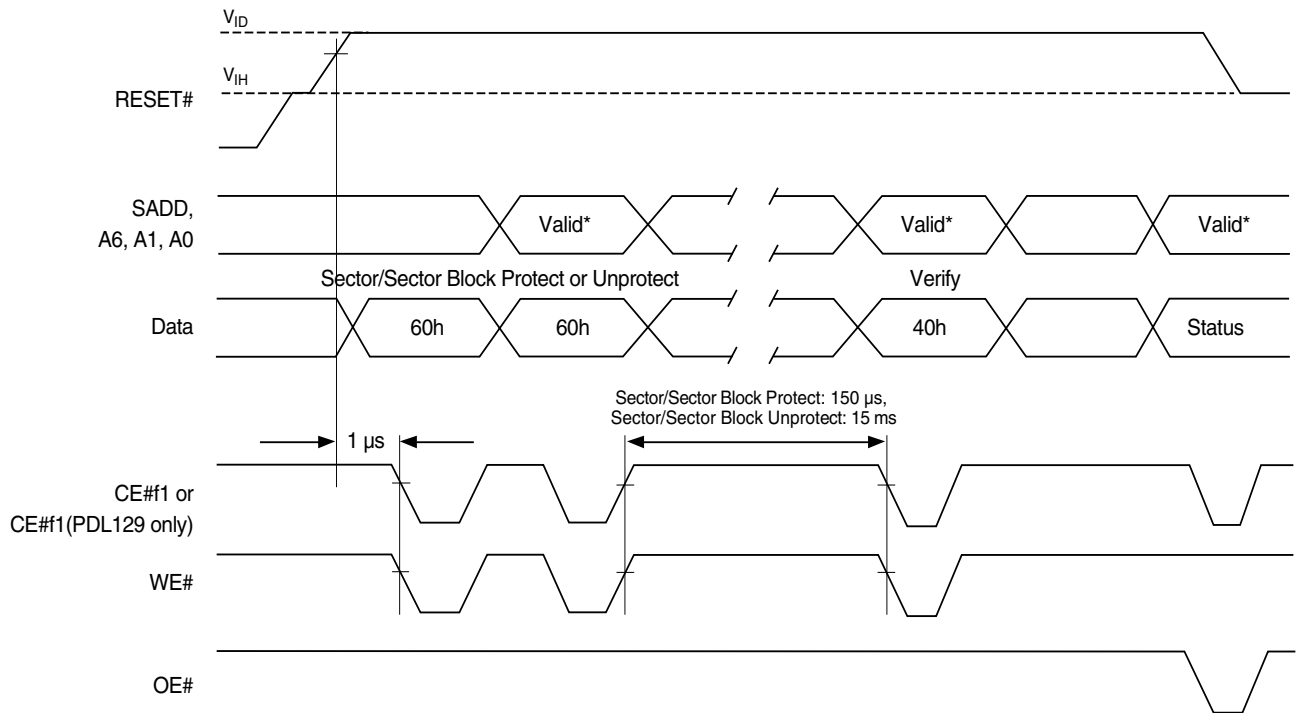 VID
VIH
RESET#
SADD,
A6, A1, A0
Valid*
Valid*
Valid*
Sector/Sector Block Protect or Unprotect
Verify
Data
60h
60h
40h
Status
Sector/Sector Block Protect: 150 µs,
Sector/Sector Block Unprotect: 15 ms
1 µs
CE#f1 or
CE#f1(PDL129 only)
WE#
OE#